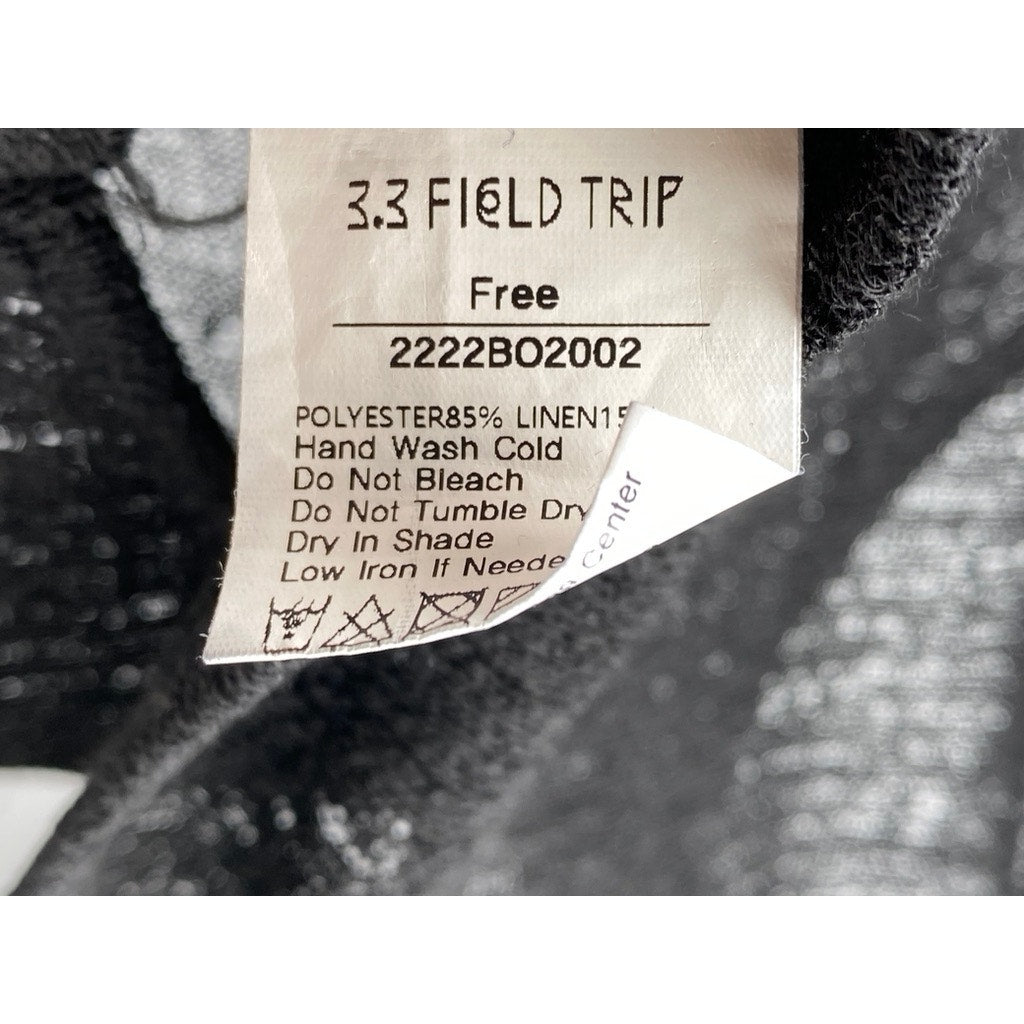 3.3 FIELD TRIP
Free
2222BO2002
POLYESTER85% LINEN15
Hand Wash Cold
Do Not Bleach
Do Not Tumble Dry
Dry In Shade
Low Iron If Neede
Center